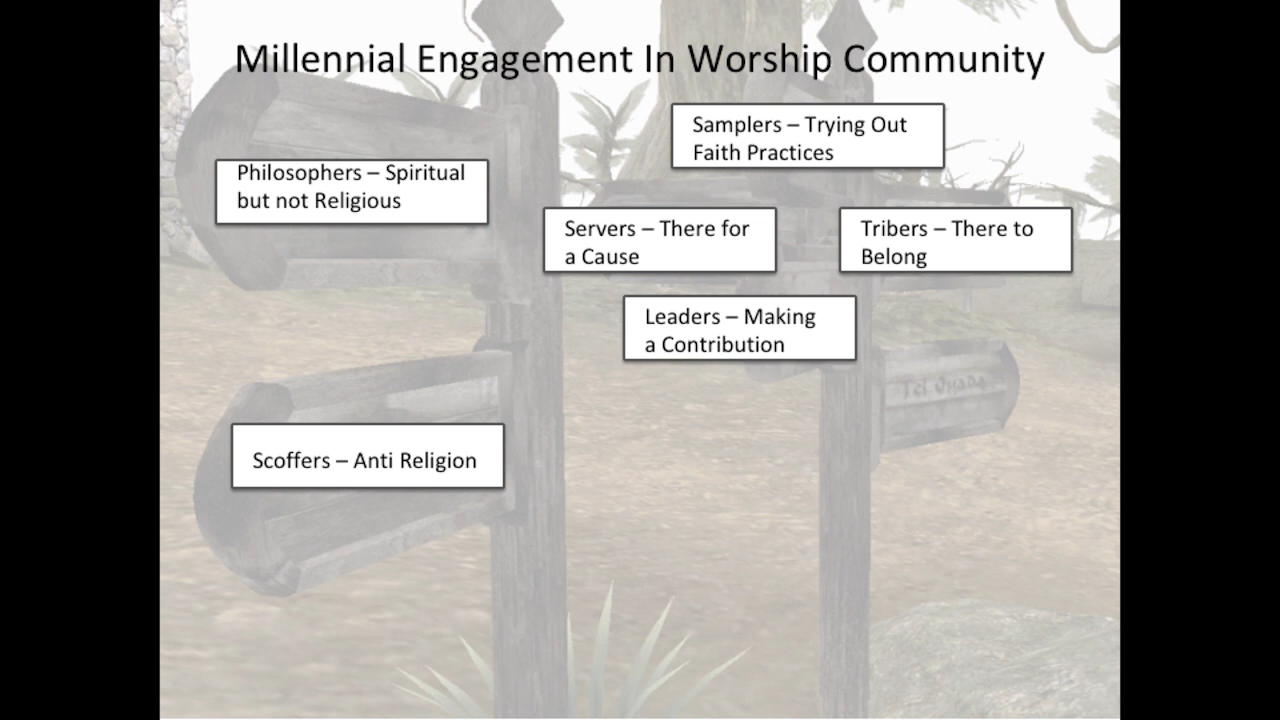 Millennial Engagement In Worship Community
Samplers – Trying Out
Faith Practices
Philosophers – Spiritual
but not Religious
Servers – There for
a Cause
Tribers – There to
Belong
Leaders – Making
a Contribution
Scoffers – Anti Religion